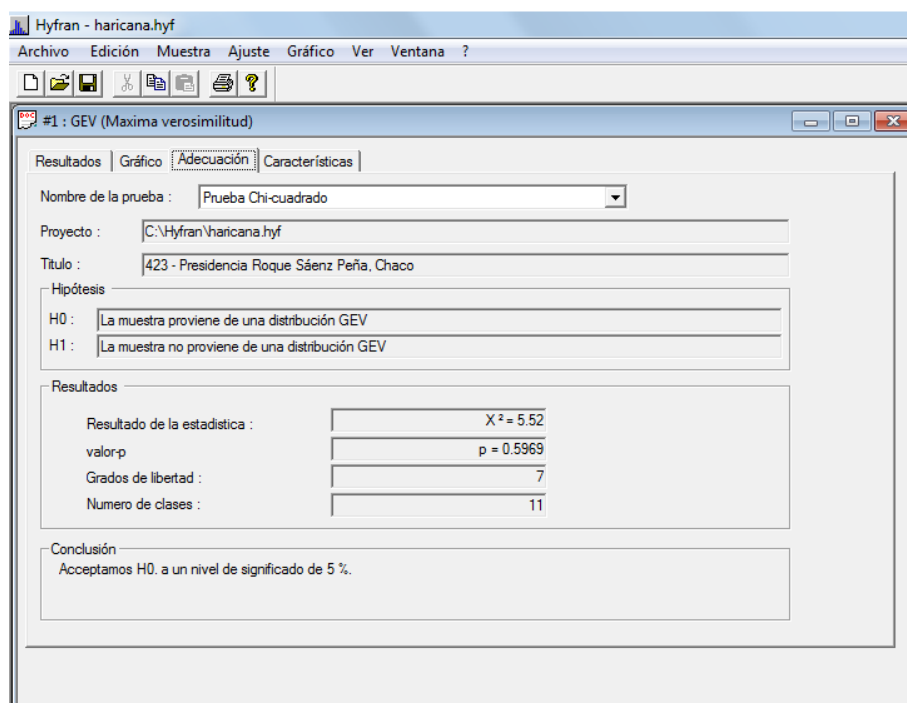 Hyfran - haricana.hyf
Archivo Edición Muestra Ajuste Gráfico Ver Ventana ?
#1 : GEV (Maxima verosimilitud)
Resultados Gráfico Adecuación Características
Nombre de la prueba : Prueba Chi-cuadrado
Proyecto : C:\Hyfran\haricana.hyf
Titulo : 423 - Presidencia Roque Sáenz Peña, Chaco
Hipótesis
H0 : La muestra proviene de una distribución GEV
H1 : La muestra no proviene de una distribución GEV
Resultados
Resultado de la estadistica : X ² = 5.52
valor-p p = 0.5969
Grados de libertad : 7
Numero de clases : 11
Conclusión
Acceptamos H0. a un nivel de significado de 5 %.